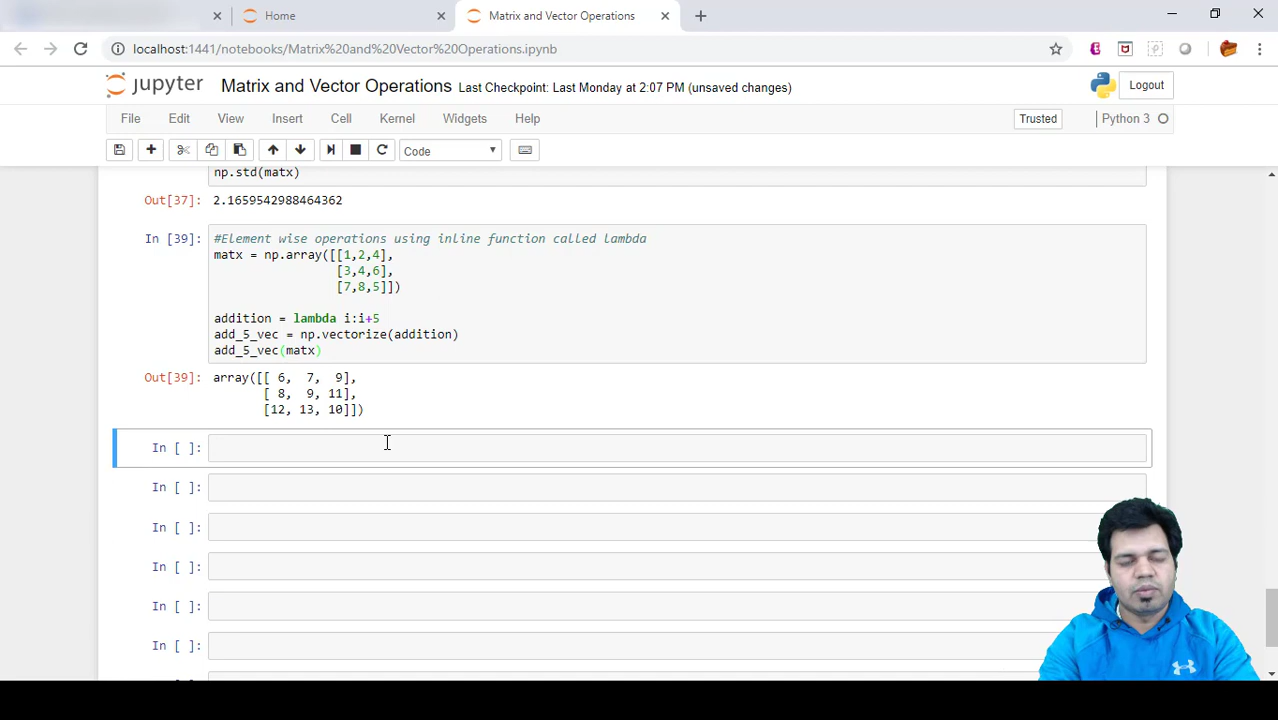 Home
Matrix and Vector Operations
localhost:1441/notebooks/Matrix%20and%20Vector%20Operations.ipynb
jupyter
Matrix and Vector Operations Last Checkpoint: Last Monday at 2:07 PM (unsaved changes)
Logout
File Edit View Insert Cell Kernel Widgets Help
Trusted
Python 3
Code
np.std(matx)
Out[37]: 2.1659542988464362
In [39]: #Element wise operations using inline function called lambda
matx = np.array([[1,2,4],
[3,4,6],
[7,8,5]])
addition = lambda i:i+5
add_5_vec = np.vectorize(addition)
add_5_vec(matx)
Out[39]: array([[ 6,  7,  9],
[ 8,  9, 11],
[12, 13, 10]])
In [ ]:
In [ ]:
In [ ]:
In [ ]:
In [ ]:
In [ ]: